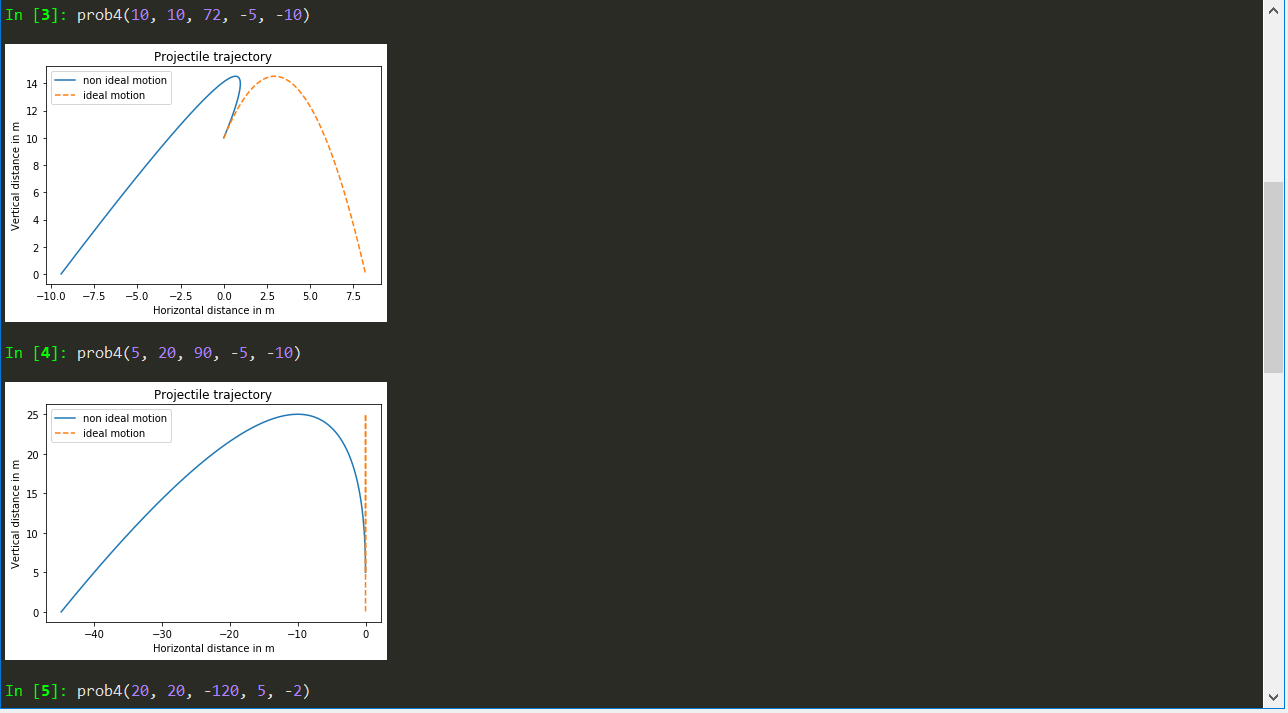 In [3]: prob4(10, 10, 72, -5, -10)
Projectile trajectory
non ideal motion
ideal motion
14
12
10
8
6
4
2
0
Vertical distance in m
−10.0 −7.5 −5.0 −2.5 0.0 2.5 5.0 7.5
Horizontal distance in m
In [4]: prob4(5, 20, 90, -5, -10)
Projectile trajectory
non ideal motion
ideal motion
25
20
15
10
5
0
Vertical distance in m
−40 −30 −20 −10 0
Horizontal distance in m
In [5]: prob4(20, 20, -120, 5, -2)